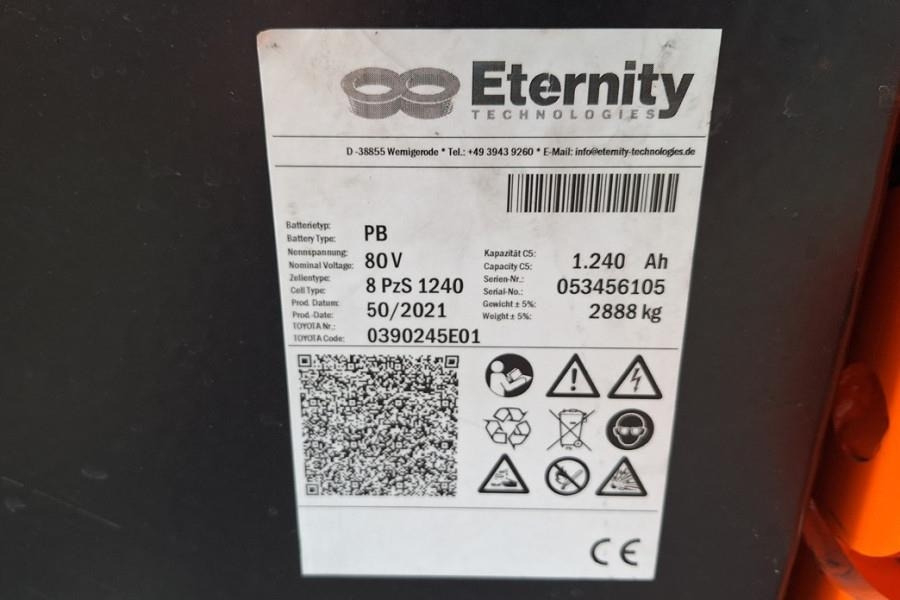 Eternity
TECHNOLOGIES
D-38855 Wernigerode * Tel.: +49 3943 9260 * E-Mail: info@eternity-technologies.de
Batterietyp:
Battery Type: PB
Nennspannung: Kapazität C5:
Nominal Voltage: 80 V Capacity C5: 1.240 Ah
Zellentype: Serien-Nr.:
Cell Type: 8 PzS 1240 Serial-No.: 053456105
Prod. Datum: Gewicht ± 5%:
Prod.-Date: 50/2021 Weight ± 5%: 2888 kg
TOYOTA Nr.:
TOYOTA Code: 0390245E01
CE